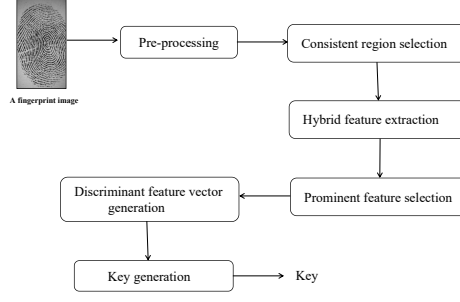 Pre-processing
Consistent region selection
A fingerprint image
Hybrid feature extraction
Prominent feature selection
Discriminant feature vector
generation
Key generation
Key